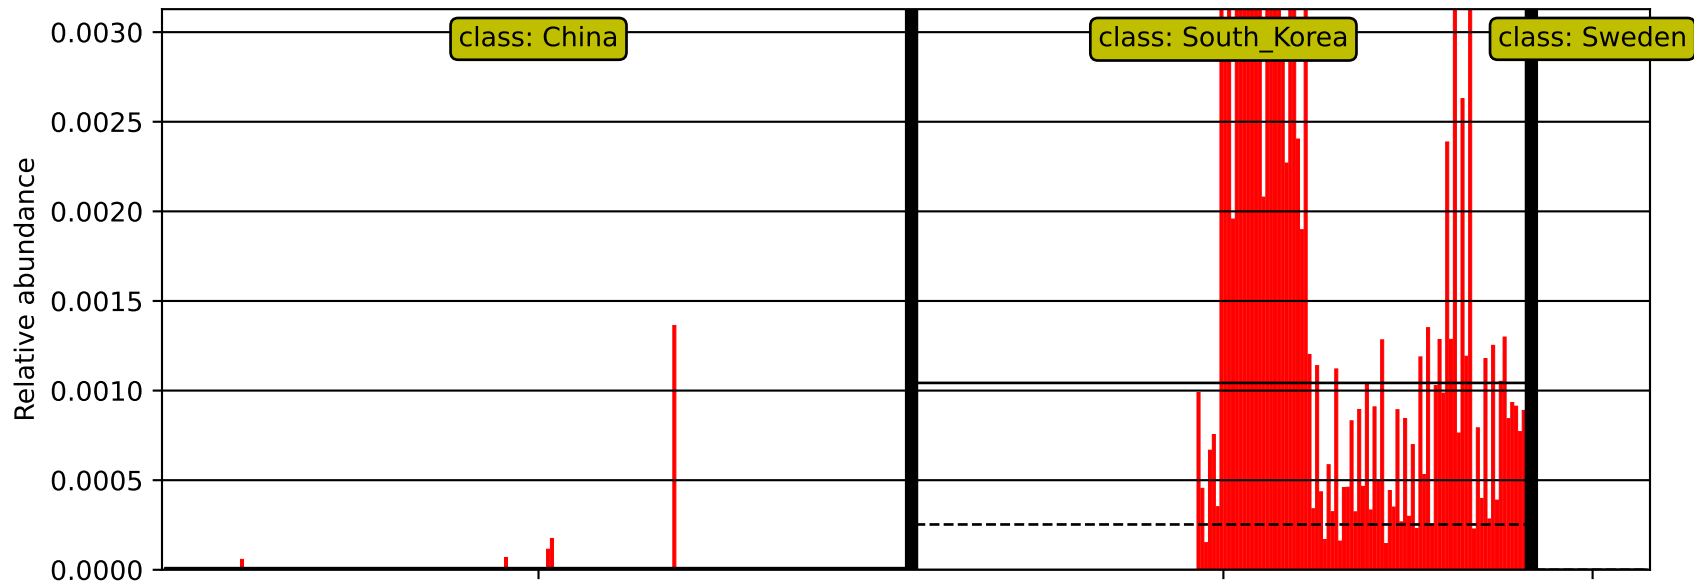 class: China
class: South_Korea
class: Sweden
Relative abundance
0.0030
0.0025
0.0020
0.0015
0.0010
0.0005
0.0000